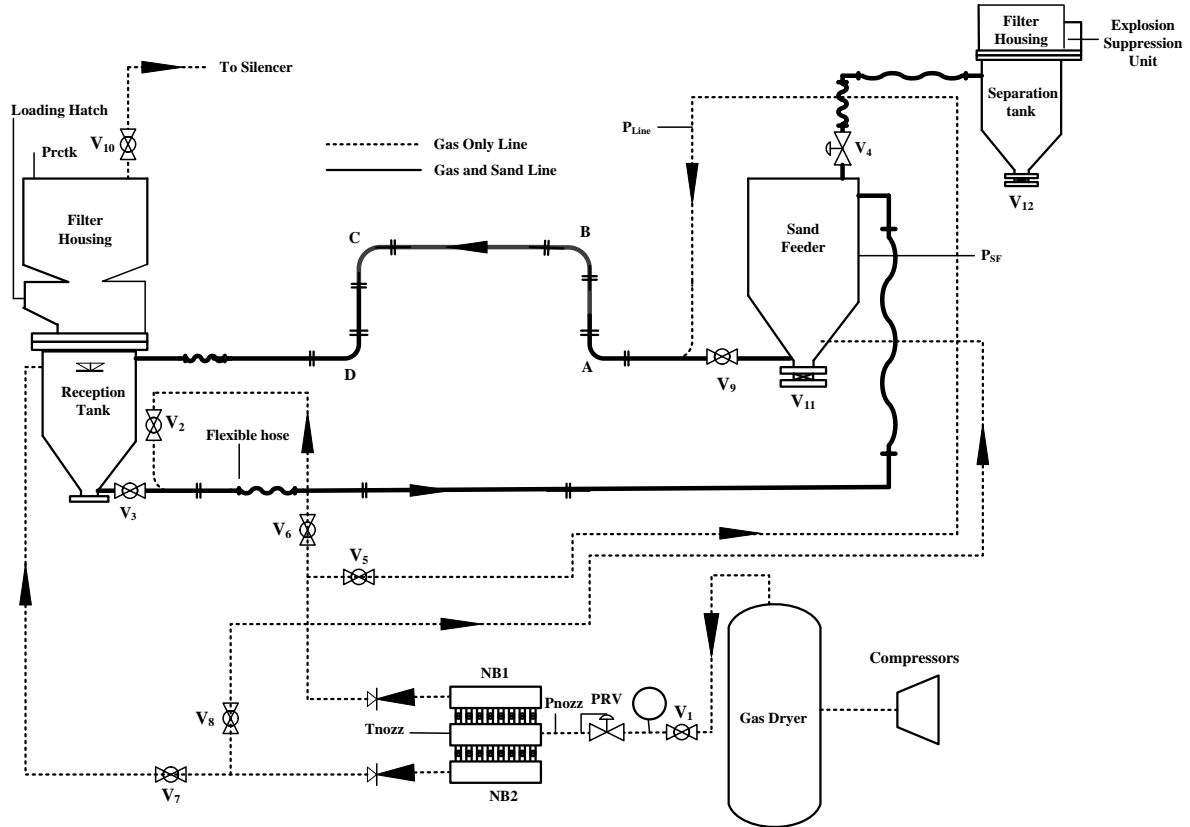 Filter
Housing
Explosion
Suppression
Unit
To Silencer
Separation
tank
Loading Hatch
P_Line
V10
Prctk
Gas Only Line
V4
Gas and Sand Line
V12
Filter
Housing
C
B
Sand
Feeder
P_SF
D
A
V9
V11
Reception
Tank
V2
Flexible hose
V3
V6
V5
Compressors
NB1
Pnozz
PRV
V1
Gas Dryer
V8
Tnozz
V7
NB2